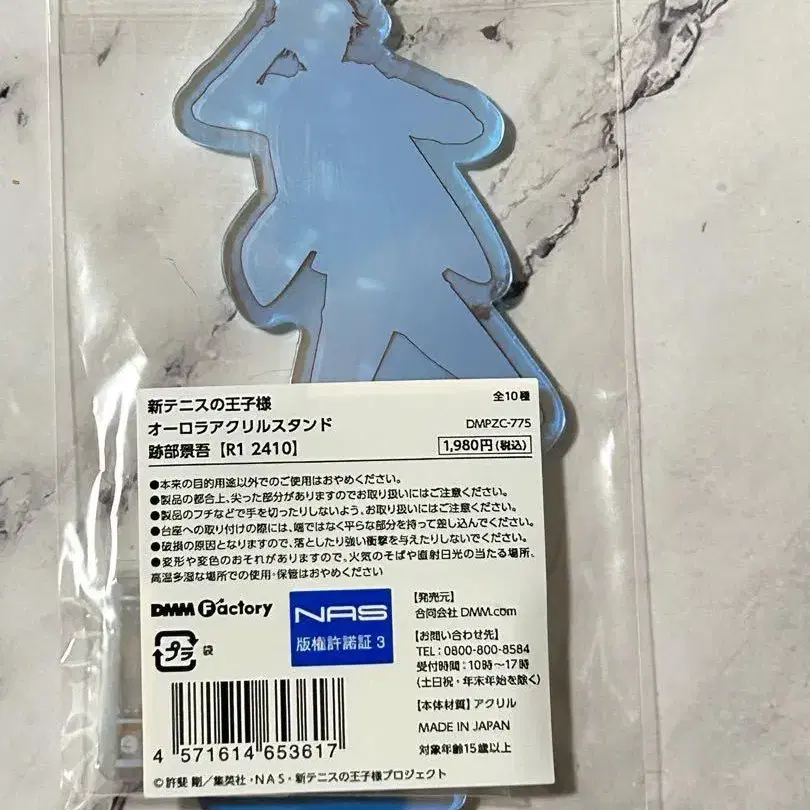 新テニスの王子様
全10種
オーロラアクリルスタンド
DMPZC-775
跡部景吾【R1 2410】
1,980円(税込)
●本来の目的用途以外でのご使用はおやめください。
●製品の都合上、尖った部分がありますのでお取り扱いにはご注意ください。
●製品のフチなどで手を切ったりしないよう、お取り扱いにはご注意ください。
●台座への取り付けの際には、端ではなく平らな部分を持って差し込んでください。
●破損の原因となりますので、落としたり強い衝撃を与えたりしないでください。
●変形や変色のおそれがありますので、火気のそばや直射日光の当たる場所、
高温多湿な場所での使用・保管はおやめください
DMM Factory
NAS
版権許諾証 3
プラ 袋
【発売元】
合同会社 DMM.com
【お問い合わせ先】
TEL:0800-800-8584
受付時間:10時〜17時
(土日祝・年末年始を除く)
【本体材質】アクリル
MADE IN JAPAN
対象年齢15歳以上
4 571614 653617
©許斐 剛/集英社・NAS・新テニスの王子様プロジェクト